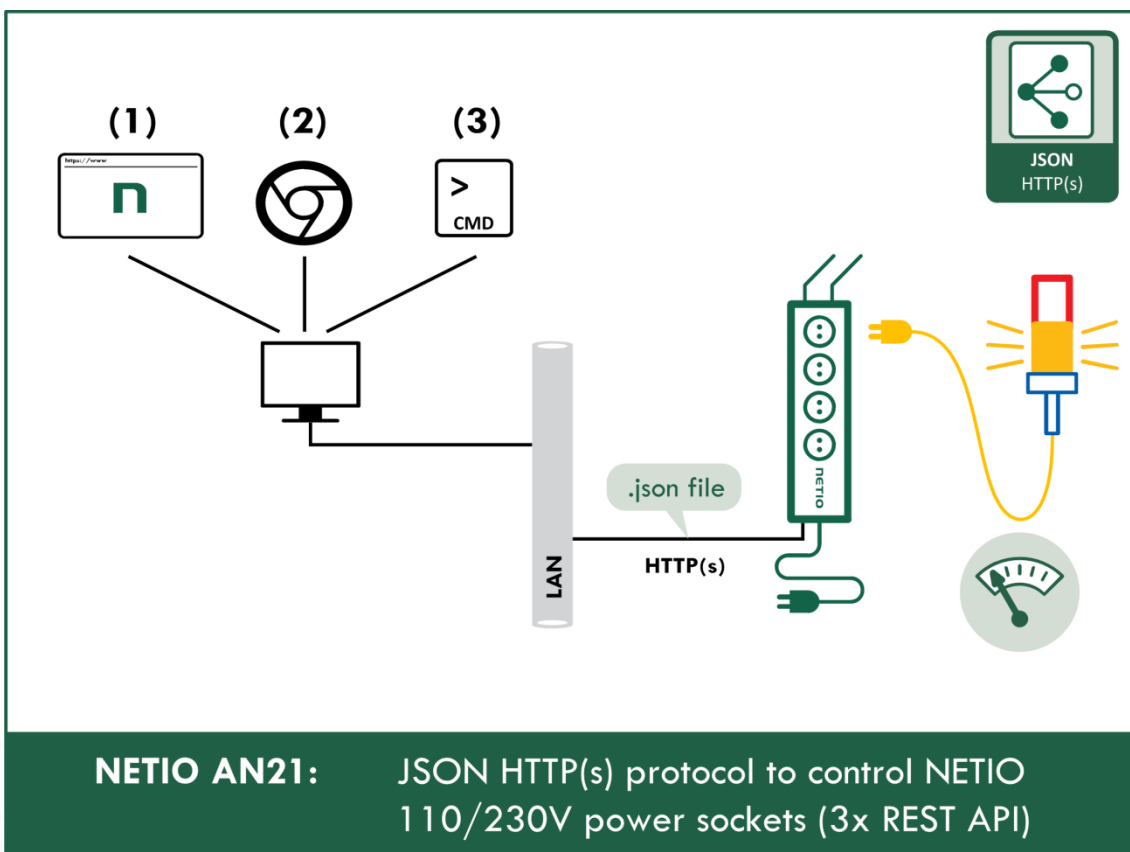 (1)
(2)
(3)
https://www
n
>
CMD
JSON
HTTP(s)
.json file
LAN
HTTP(s)
NETIO
NETIO AN21: JSON HTTP(s) protocol to control NETIO
110/230V power sockets (3x REST API)